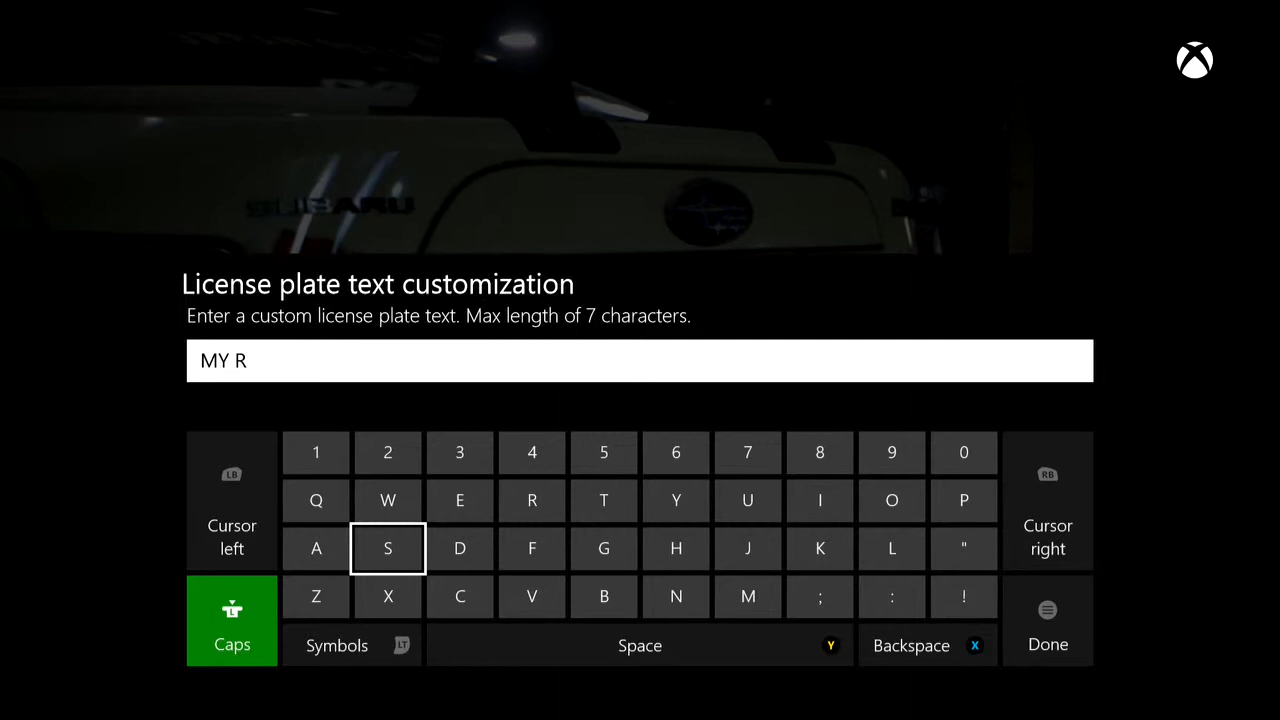 SUBARU
License plate text customization
Enter a custom license plate text. Max length of 7 characters.
MY R
1 2 3 4 5 6 7 8 9 0
LB RB
Q W E R T Y U I O P
Cursor left
A S D F G H J K L "
Cursor right
Z X C V B N M ; : !
L
Caps
Symbols LT Space Y Backspace X Done